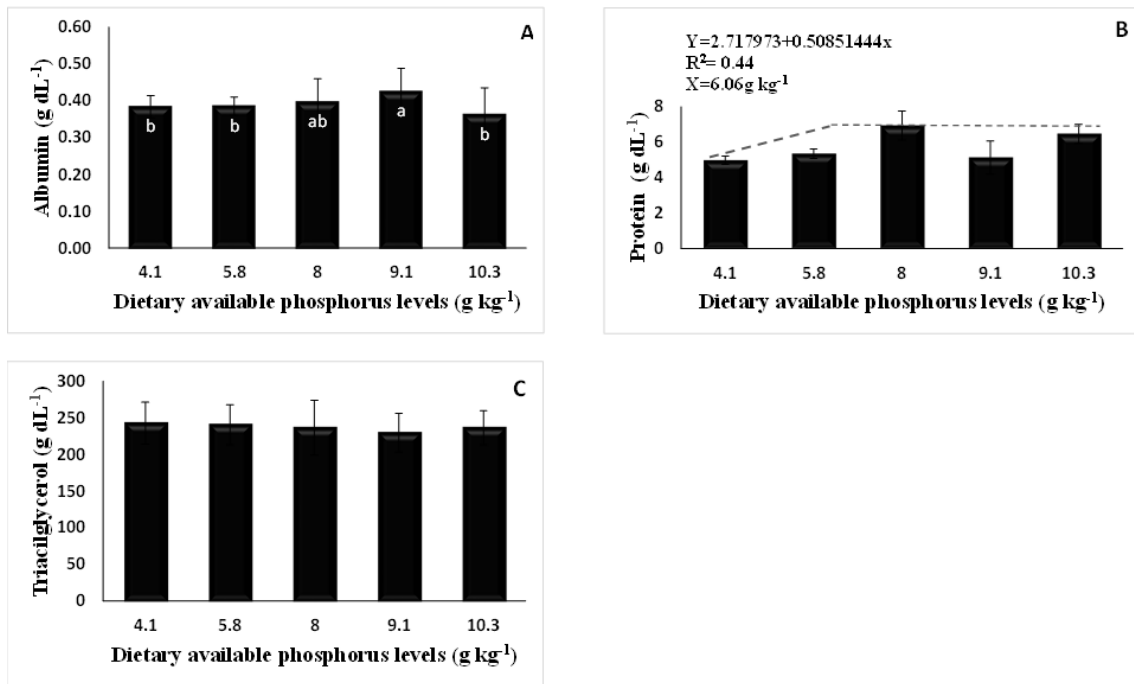 A
0.60
0.50
0.40
0.30
0.20
0.10
0.00
Albumin (g dL⁻¹)
b
b
ab
a
b
4.1 5.8 8 9.1 10.3
Dietary available phosphorus levels (g kg⁻¹)
B
Y=2.717973+0.50851444x
R²= 0.44
X=6.06g kg⁻¹
8
6
4
2
0
Protein (g dL⁻¹)
4.1 5.8 8 9.1 10.3
Dietary available phosphorus levels (g kg⁻¹)
C
300
250
200
150
100
50
0
Triacilglycerol (g dL⁻¹)
4.1 5.8 8 9.1 10.3
Dietary available phosphorus levels (g kg⁻¹)